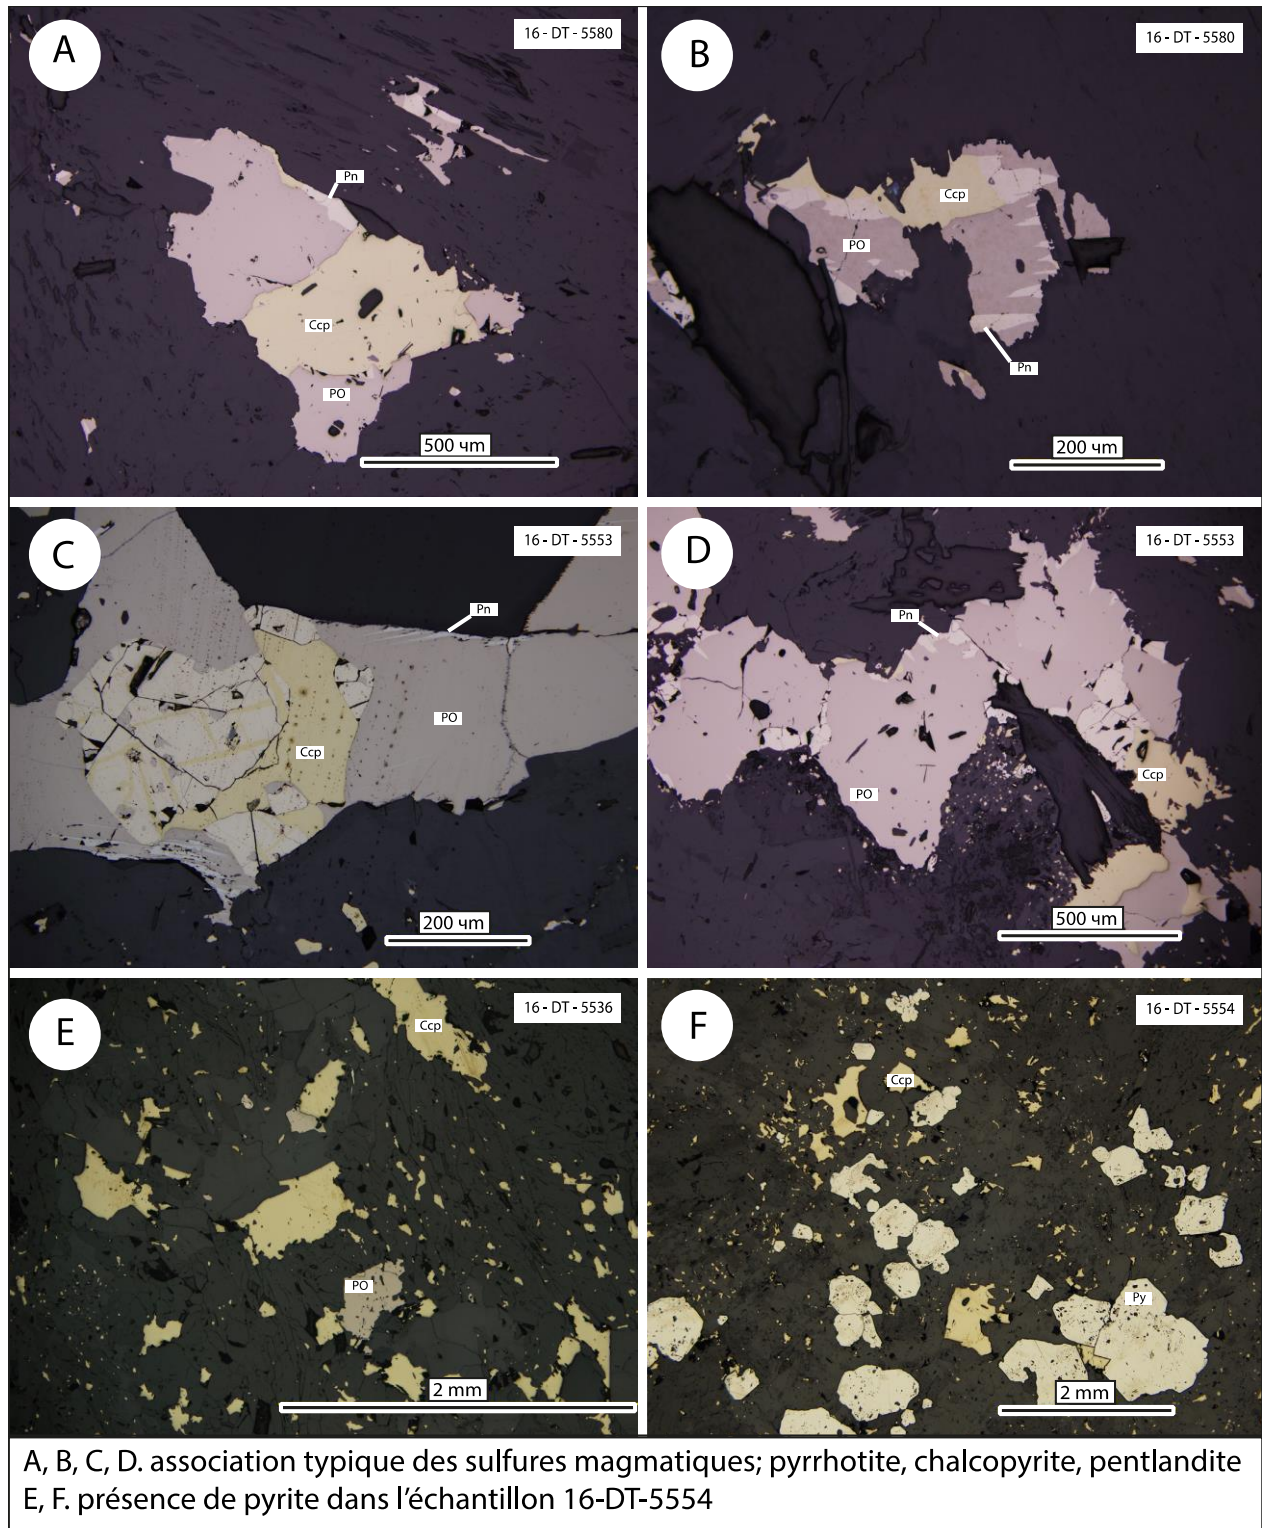 A
16 - DT - 5580
Pn
Ccp
PO
500 чm
B
16 - DT - 5580
Ccp
PO
Pn
200 чm
C
16 - DT - 5553
Pn
PO
Ccp
200 чm
D
16 - DT - 5553
Pn
Ccp
PO
500 чm
E
16 - DT - 5536
Ccp
PO
2 mm
F
16 - DT - 5554
Ccp
Py
2 mm
A, B, C, D. association typique des sulfures magmatiques; pyrrhotite, chalcopyrite, pentlandite
E, F. présence de pyrite dans l’échantillon 16-DT-5554